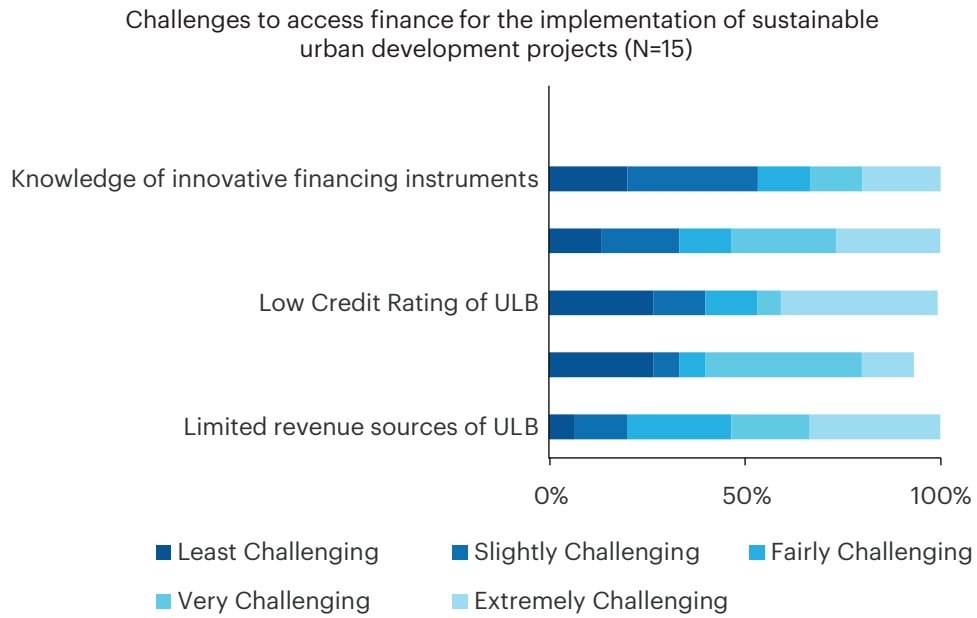 Challenges to access finance for the implementation of sustainable
urban development projects (N=15)
Knowledge of innovative financing instruments
Low Credit Rating of ULB
Limited revenue sources of ULB
0% 50% 100%
Least Challenging Slightly Challenging Fairly Challenging
Very Challenging Extremely Challenging